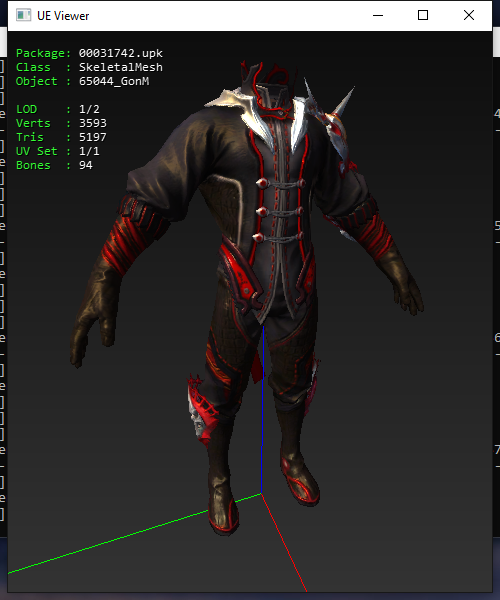 UE Viewer
Package: 00031742.upk
Class  : SkeletalMesh
Object : 65044_GonM
LOD    : 1/2
Verts  : 3593
Tris   : 5197
UV Set : 1/1
Bones  : 94